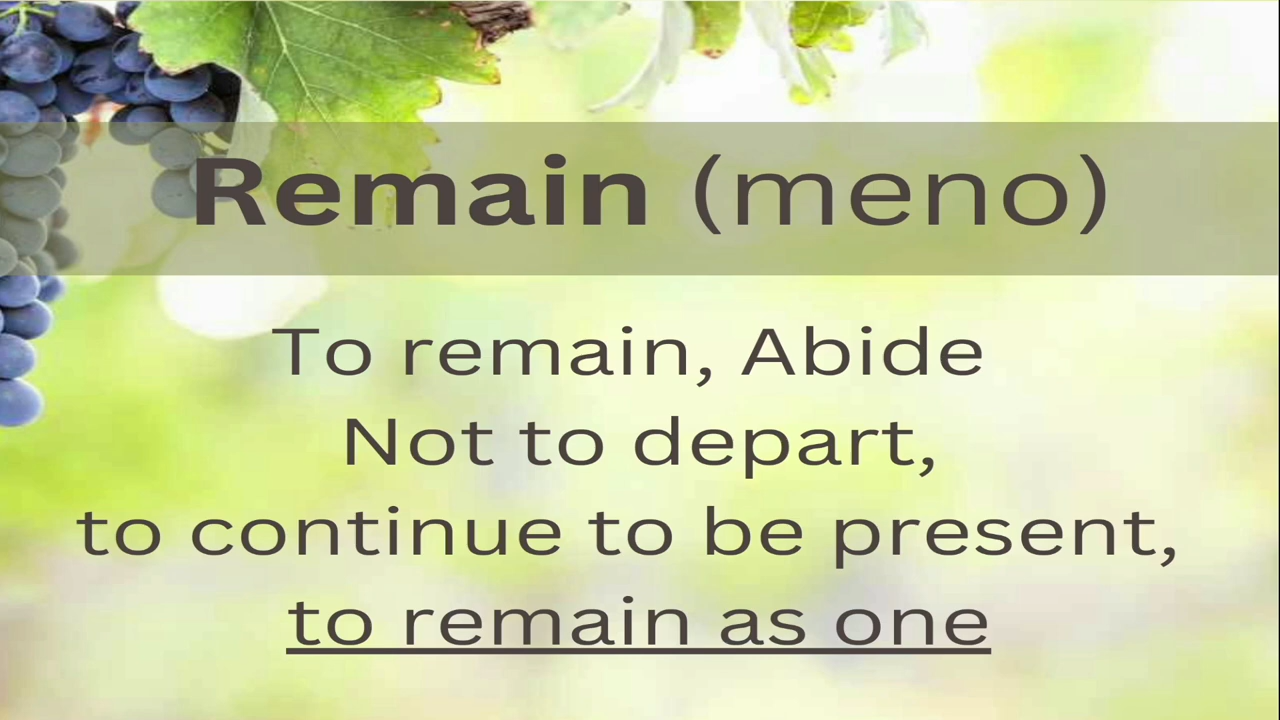 Remain (meno)
To remain, Abide
Not to depart,
to continue to be present,
to remain as one